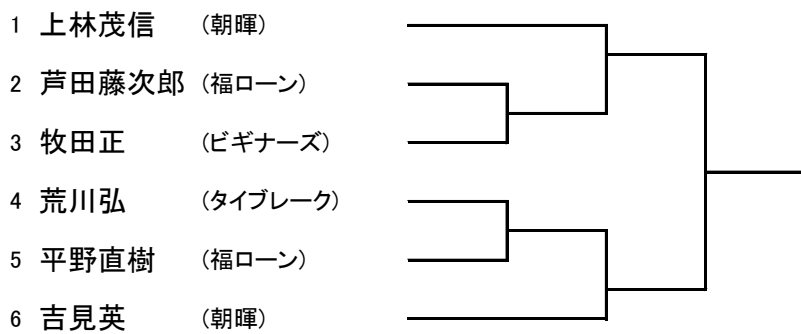 1 上林茂信 (朝暉)
2 芦田藤次郎 (福ローン)
3 牧田正 (ビギナーズ)
4 荒川弘 (タイブレーク)
5 平野直樹 (福ローン)
6 吉見英 (朝暉)